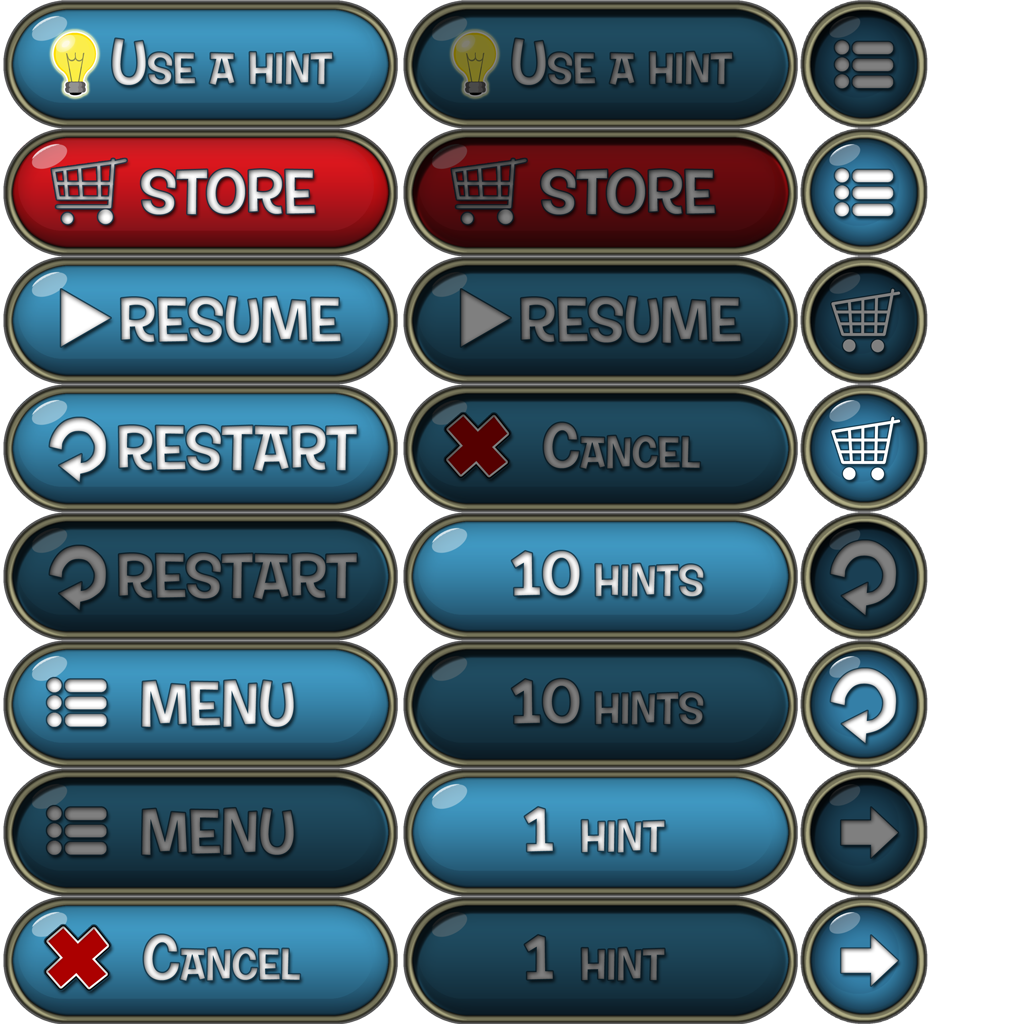 Use a hint
Use a hint
STORE
STORE
RESUME
RESUME
RESTART
Cancel
RESTART
10 hints
MENU
10 hints
MENU
1 hint
Cancel
1 hint